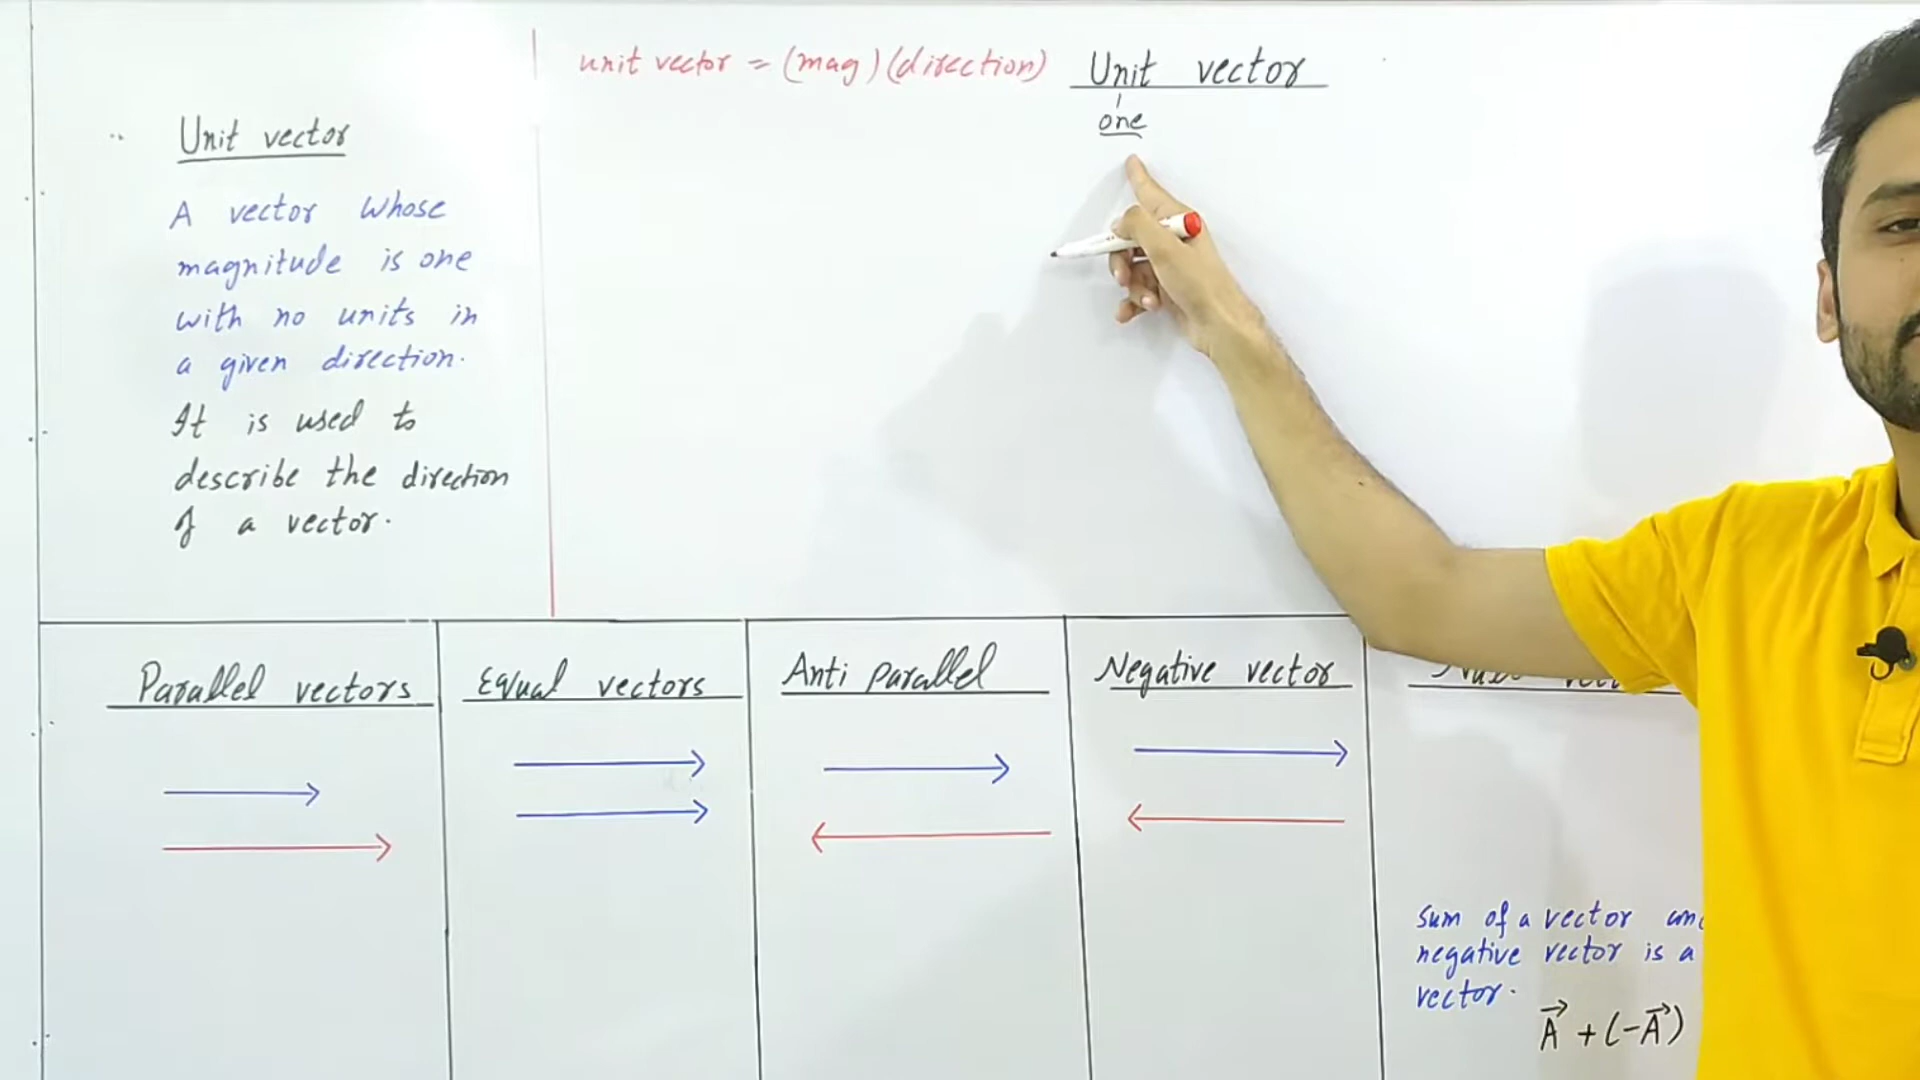 unit vector = (mag)(direction)
Unit vector
one
Unit vector
A vector whose
magnitude is one
with no units in
a given direction.
It is used to
describe the direction
of a vector.
Parallel vectors
Equal vectors
Anti parallel
Negative vector
sum of a vector
negative vector is a
vector.
A⃗ + (-A⃗)